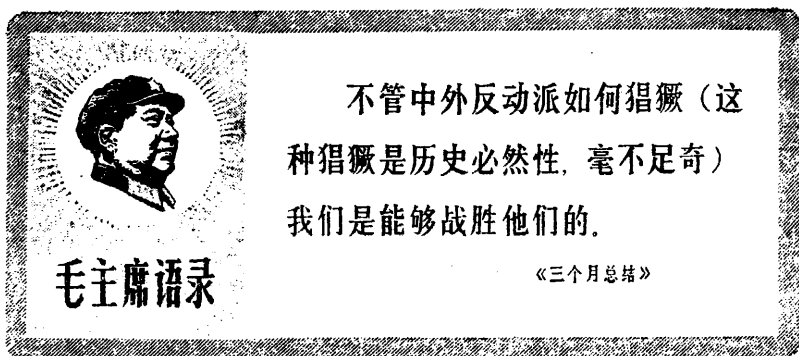 毛主席语录
不管中外反动派如何猖獗（这
种猖獗是历史必然性，毫不足奇）
我们是能够战胜他们的。
《三个月总结》